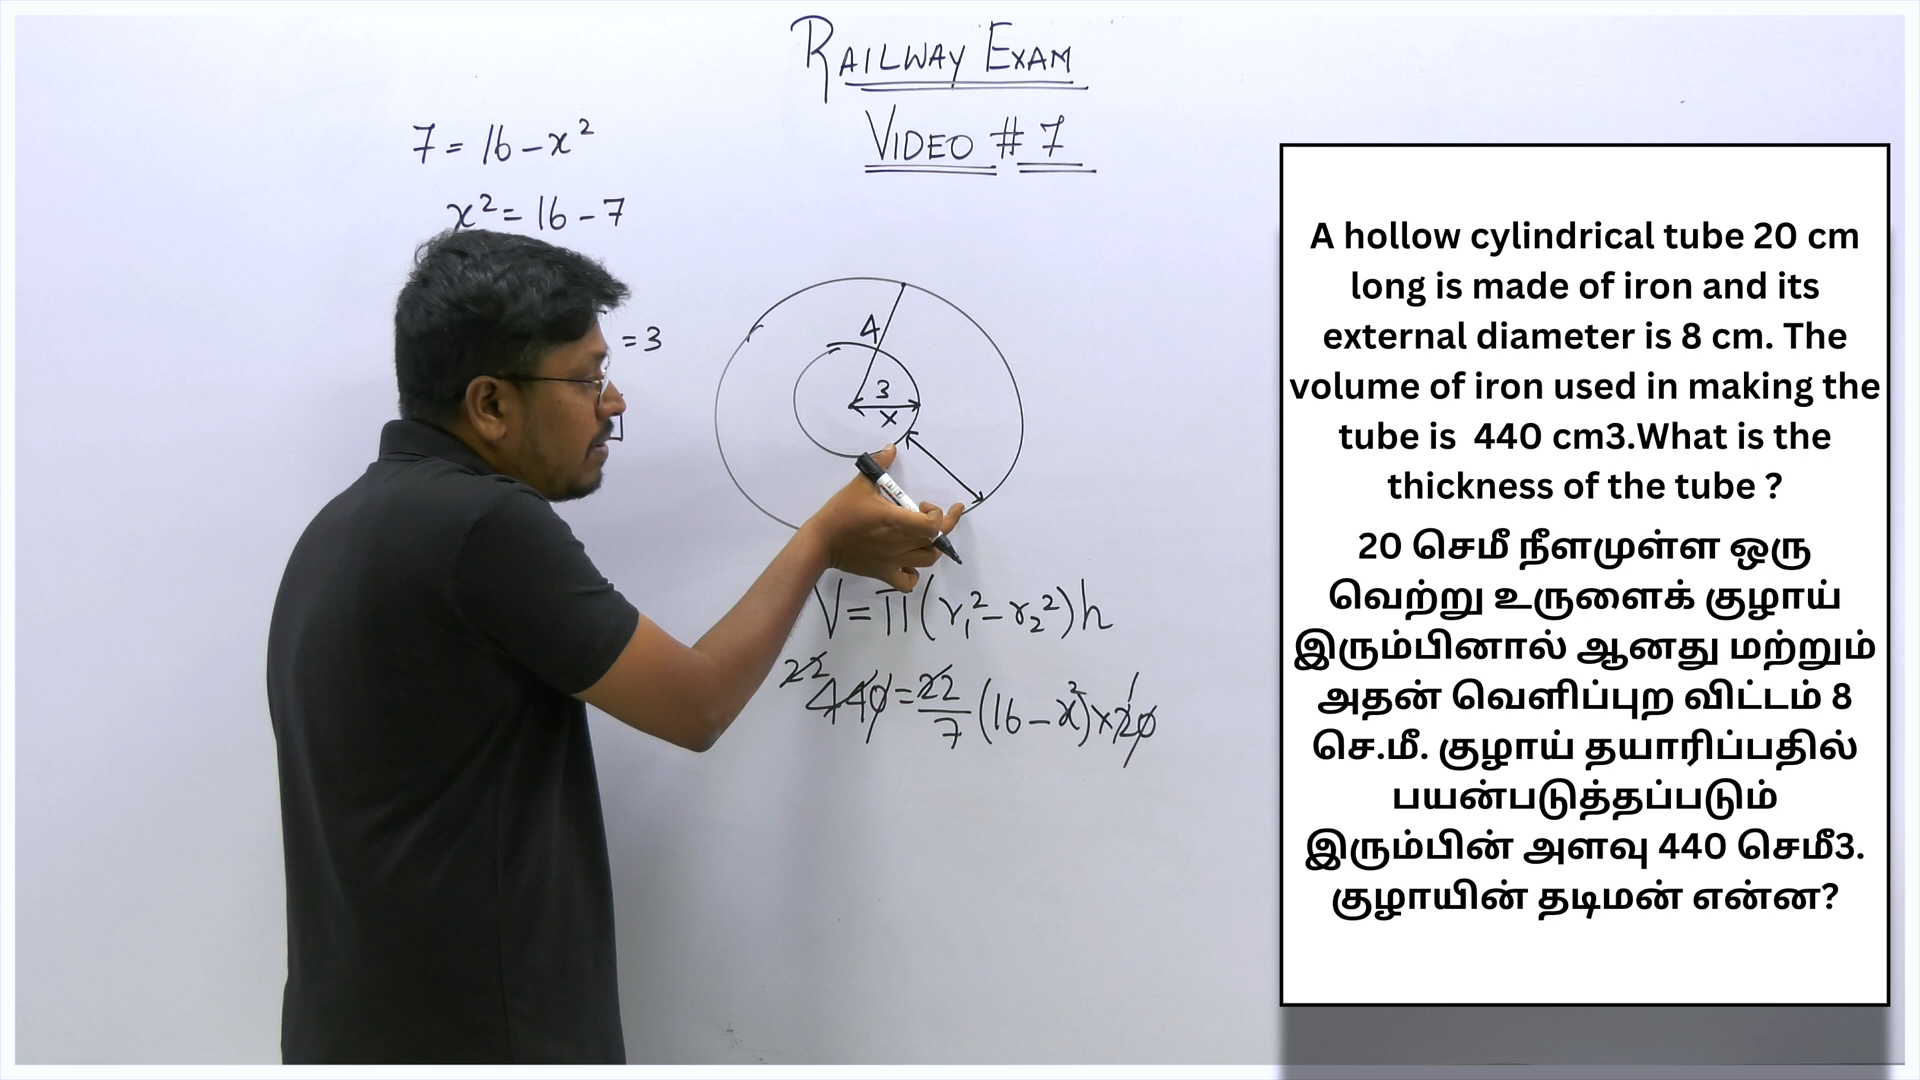 RAILWAY EXAM
VIDEO # 7
7 = 16 - x²
x² = 16 - 7
= 3
4
3
x
V = π(r₁² - r₂²)h
22
440 = 22/7 (16 - x²) × 20
1
A hollow cylindrical tube 20 cm
long is made of iron and its
external diameter is 8 cm. The
volume of iron used in making the
tube is 440 cm3.What is the
thickness of the tube ?
20 செமீ நீளமுள்ள ஒரு
வெற்று உருளைக் குழாய்
இரும்பினால் ஆனது மற்றும்
அதன் வெளிப்புற விட்டம் 8
செ.மீ. குழாய் தயாரிப்பதில்
பயன்படுத்தப்படும்
இரும்பின் அளவு 440 செமீ3.
குழாயின் தடிமன் என்ன?